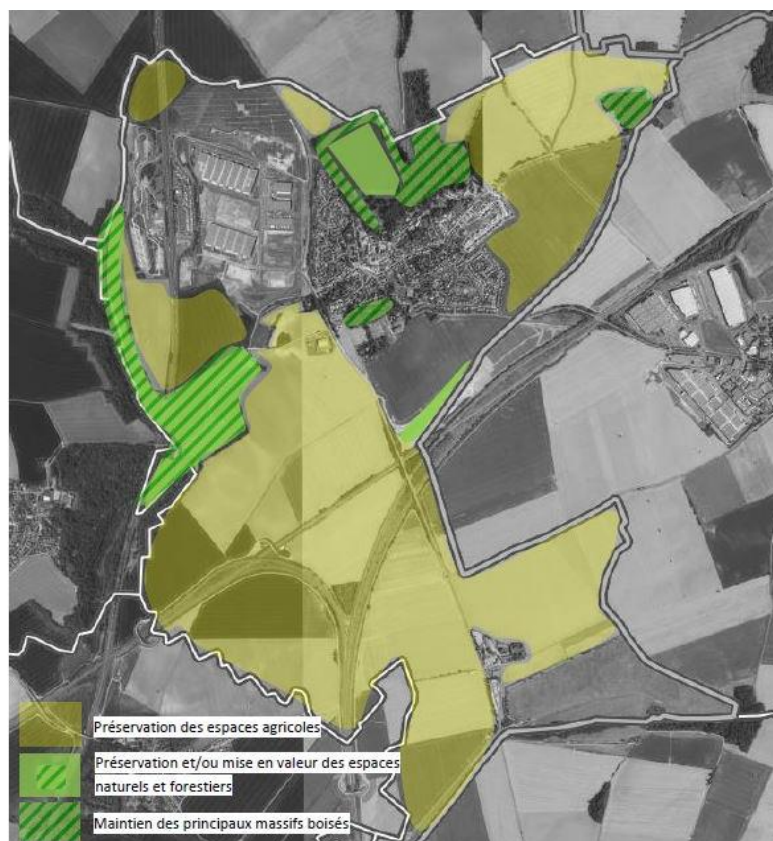 Préservation des espaces agricoles
Préservation et/ou mise en valeur des espaces
naturels et forestiers
Maintien des principaux massifs boisés